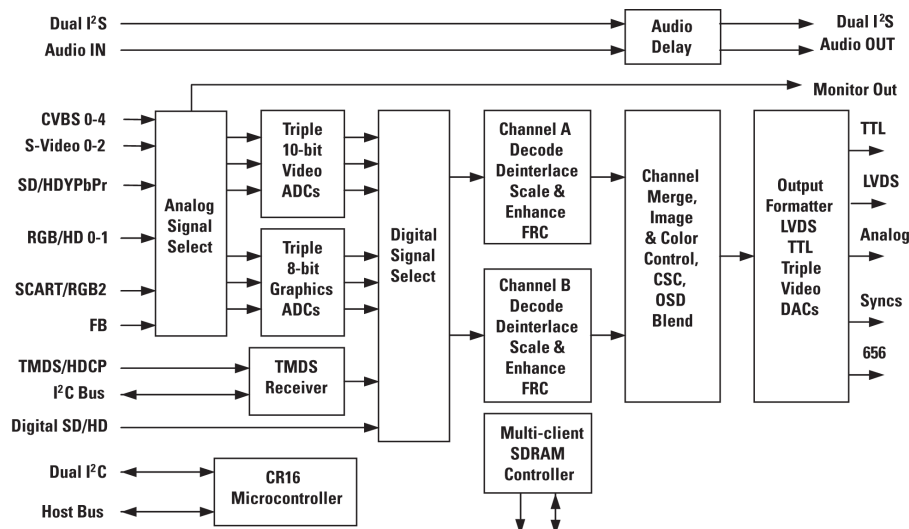 Dual I²S
Audio IN
Audio
Delay
Dual I²S
Audio OUT
Monitor Out
CVBS 0-4
S-Video 0-2
SD/HDYPbPr
RGB/HD 0-1
SCART/RGB2
FB
TMDS/HDCP
I²C Bus
Digital SD/HD
Dual I²C
Host Bus
Analog
Signal
Select
Triple
10-bit
Video
ADCs
Triple
8-bit
Graphics
ADCs
TMDS
Receiver
CR16
Microcontroller
Digital
Signal
Select
Channel A
Decode
Deinterlace
Scale &
Enhance
FRC
Channel B
Decode
Deinterlace
Scale &
Enhance
FRC
Multi-client
SDRAM
Controller
Channel
Merge,
Image
& Color
Control,
CSC,
OSD
Blend
Output
Formatter
LVDS
TTL
Triple
Video
DACs
TTL
LVDS
Analog
Syncs
656